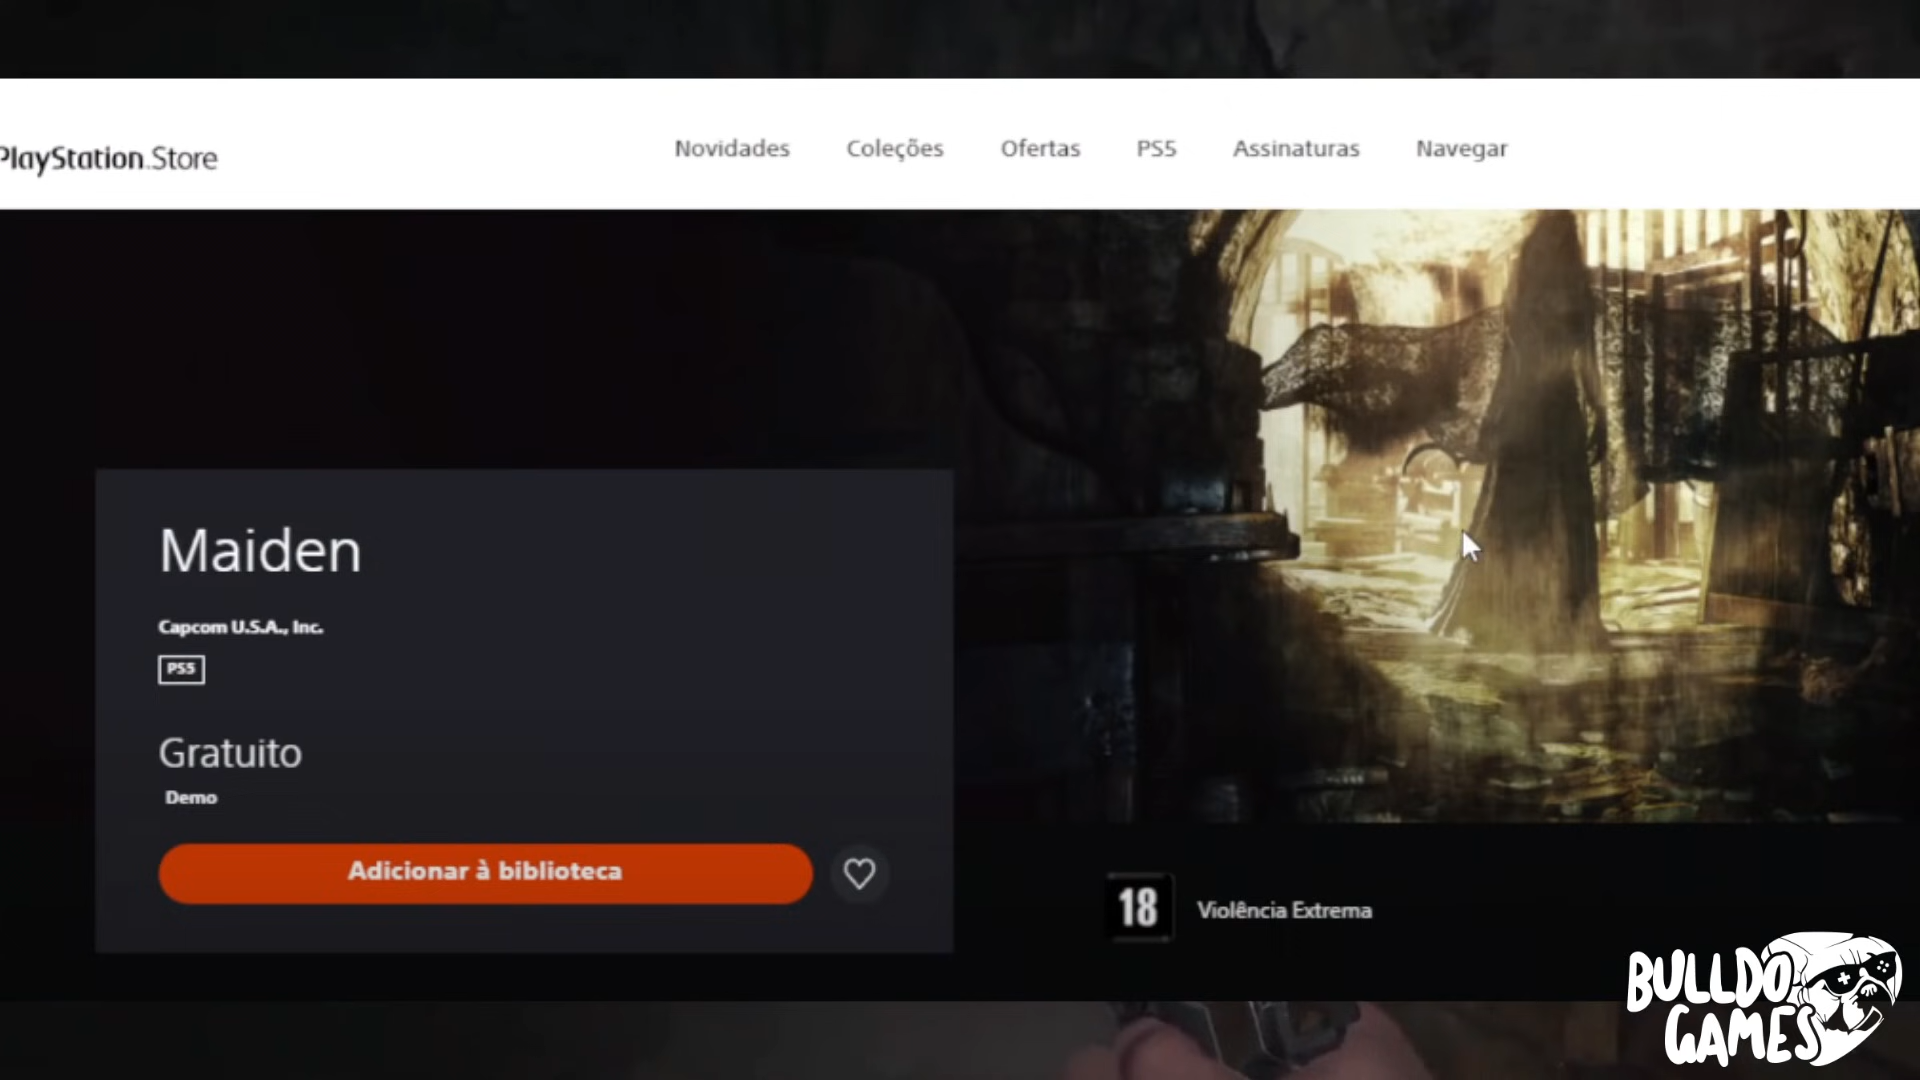 PlayStation.Store
Novidades
Coleções
Ofertas
PS5
Assinaturas
Navegar
Maiden
Capcom U.S.A., Inc.
PS5
Gratuito
Demo
Adicionar à biblioteca
18
Violência Extrema
BULLDO
GAMES